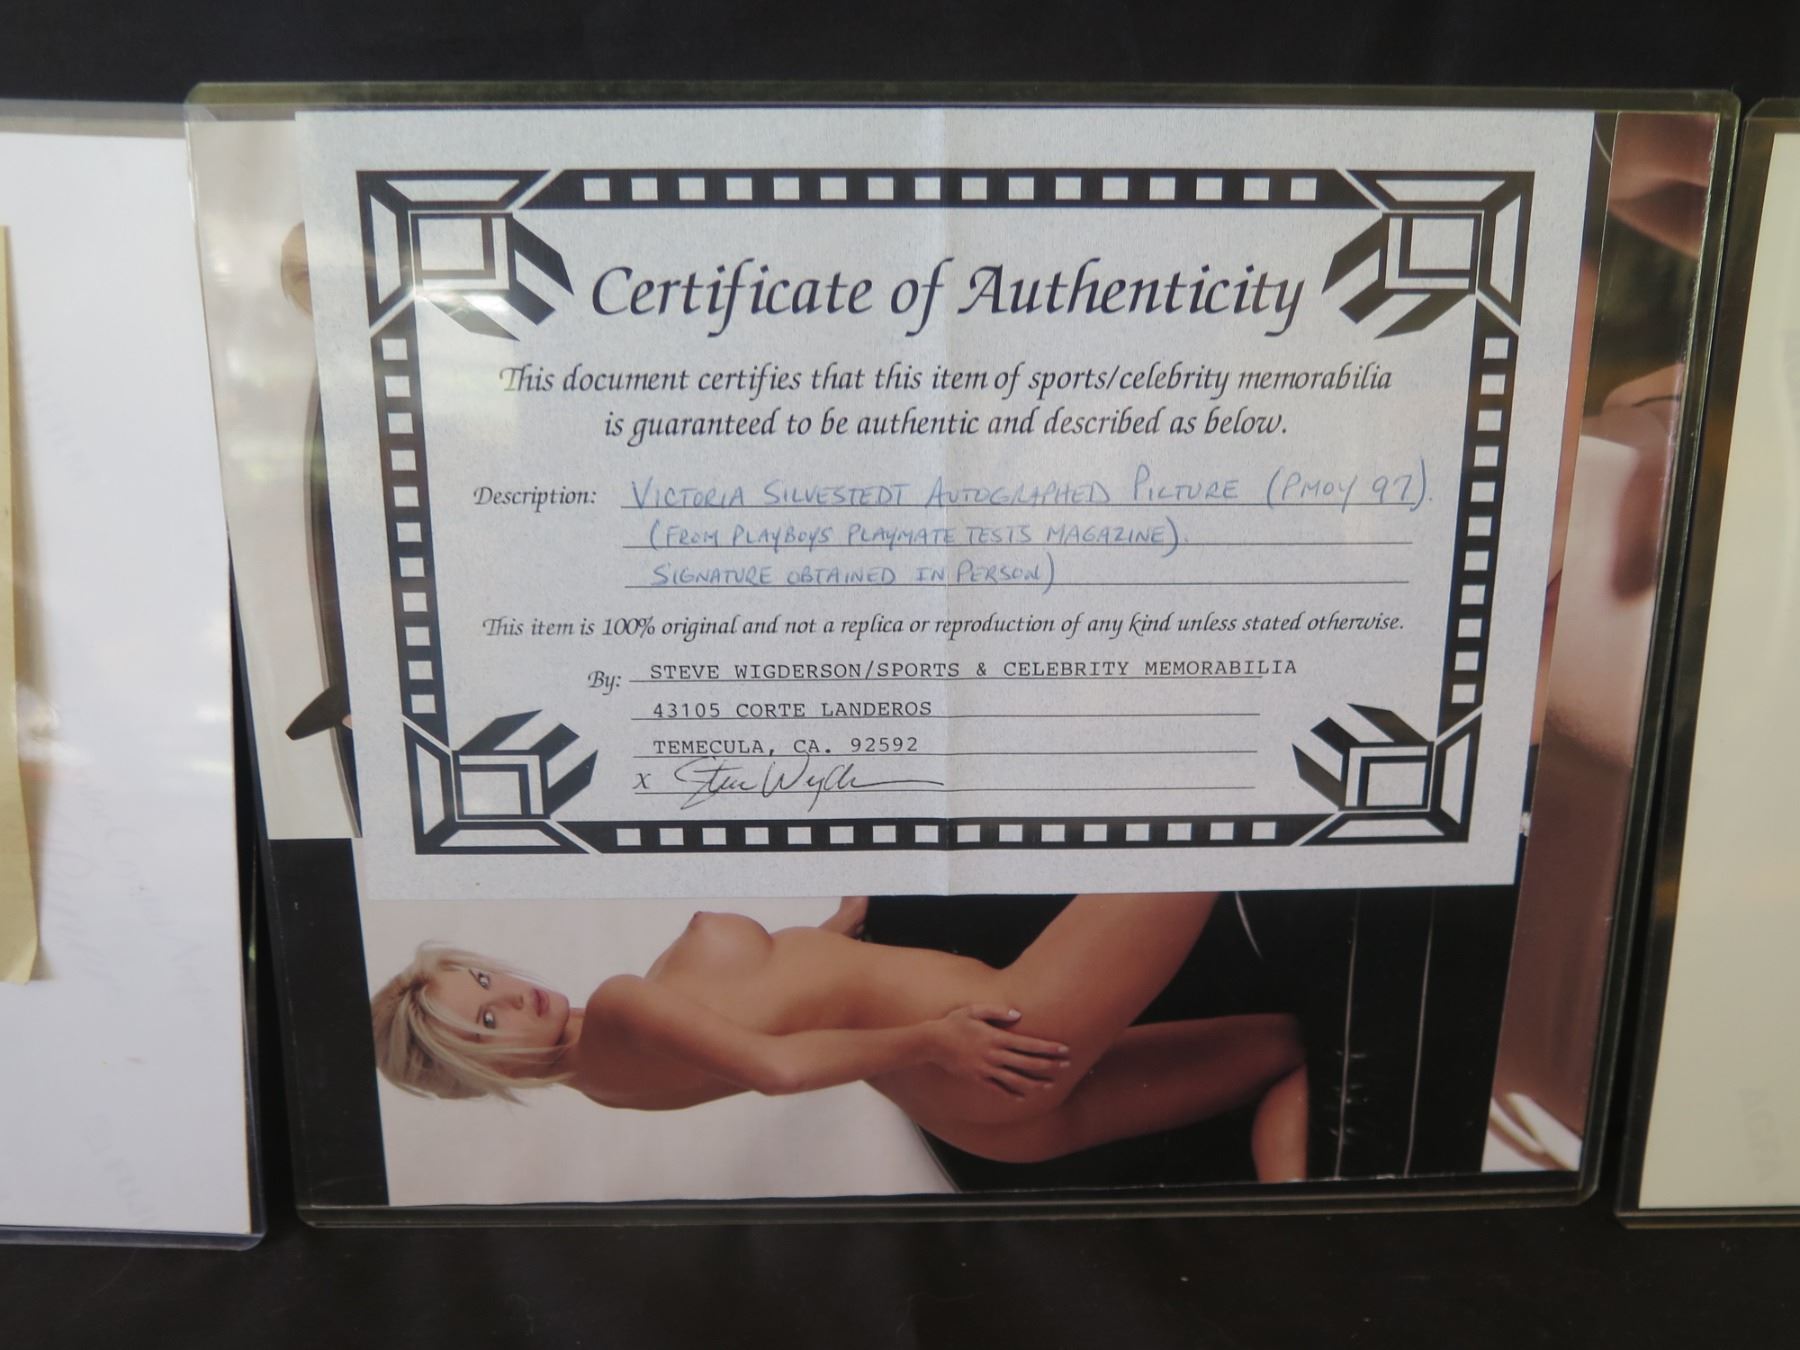 Certificate of Authenticity
This document certifies that this item of sports/celebrity memorabilia
is guaranteed to be authentic and described as below.
Description: VICTORIA SILVESTEDT AUTOGRAPHED PICTURE (PMOY 97).
(FROM PLAYBOYS PLAYMATE TESTS MAGAZINE).
SIGNATURE OBTAINED IN PERSON)
This item is 100% original and not a replica or reproduction of any kind unless stated otherwise.
By: STEVE WIGDERSON/SPORTS & CELEBRITY MEMORABILIA
43105 CORTE LANDEROS
TEMECULA, CA. 92592
X